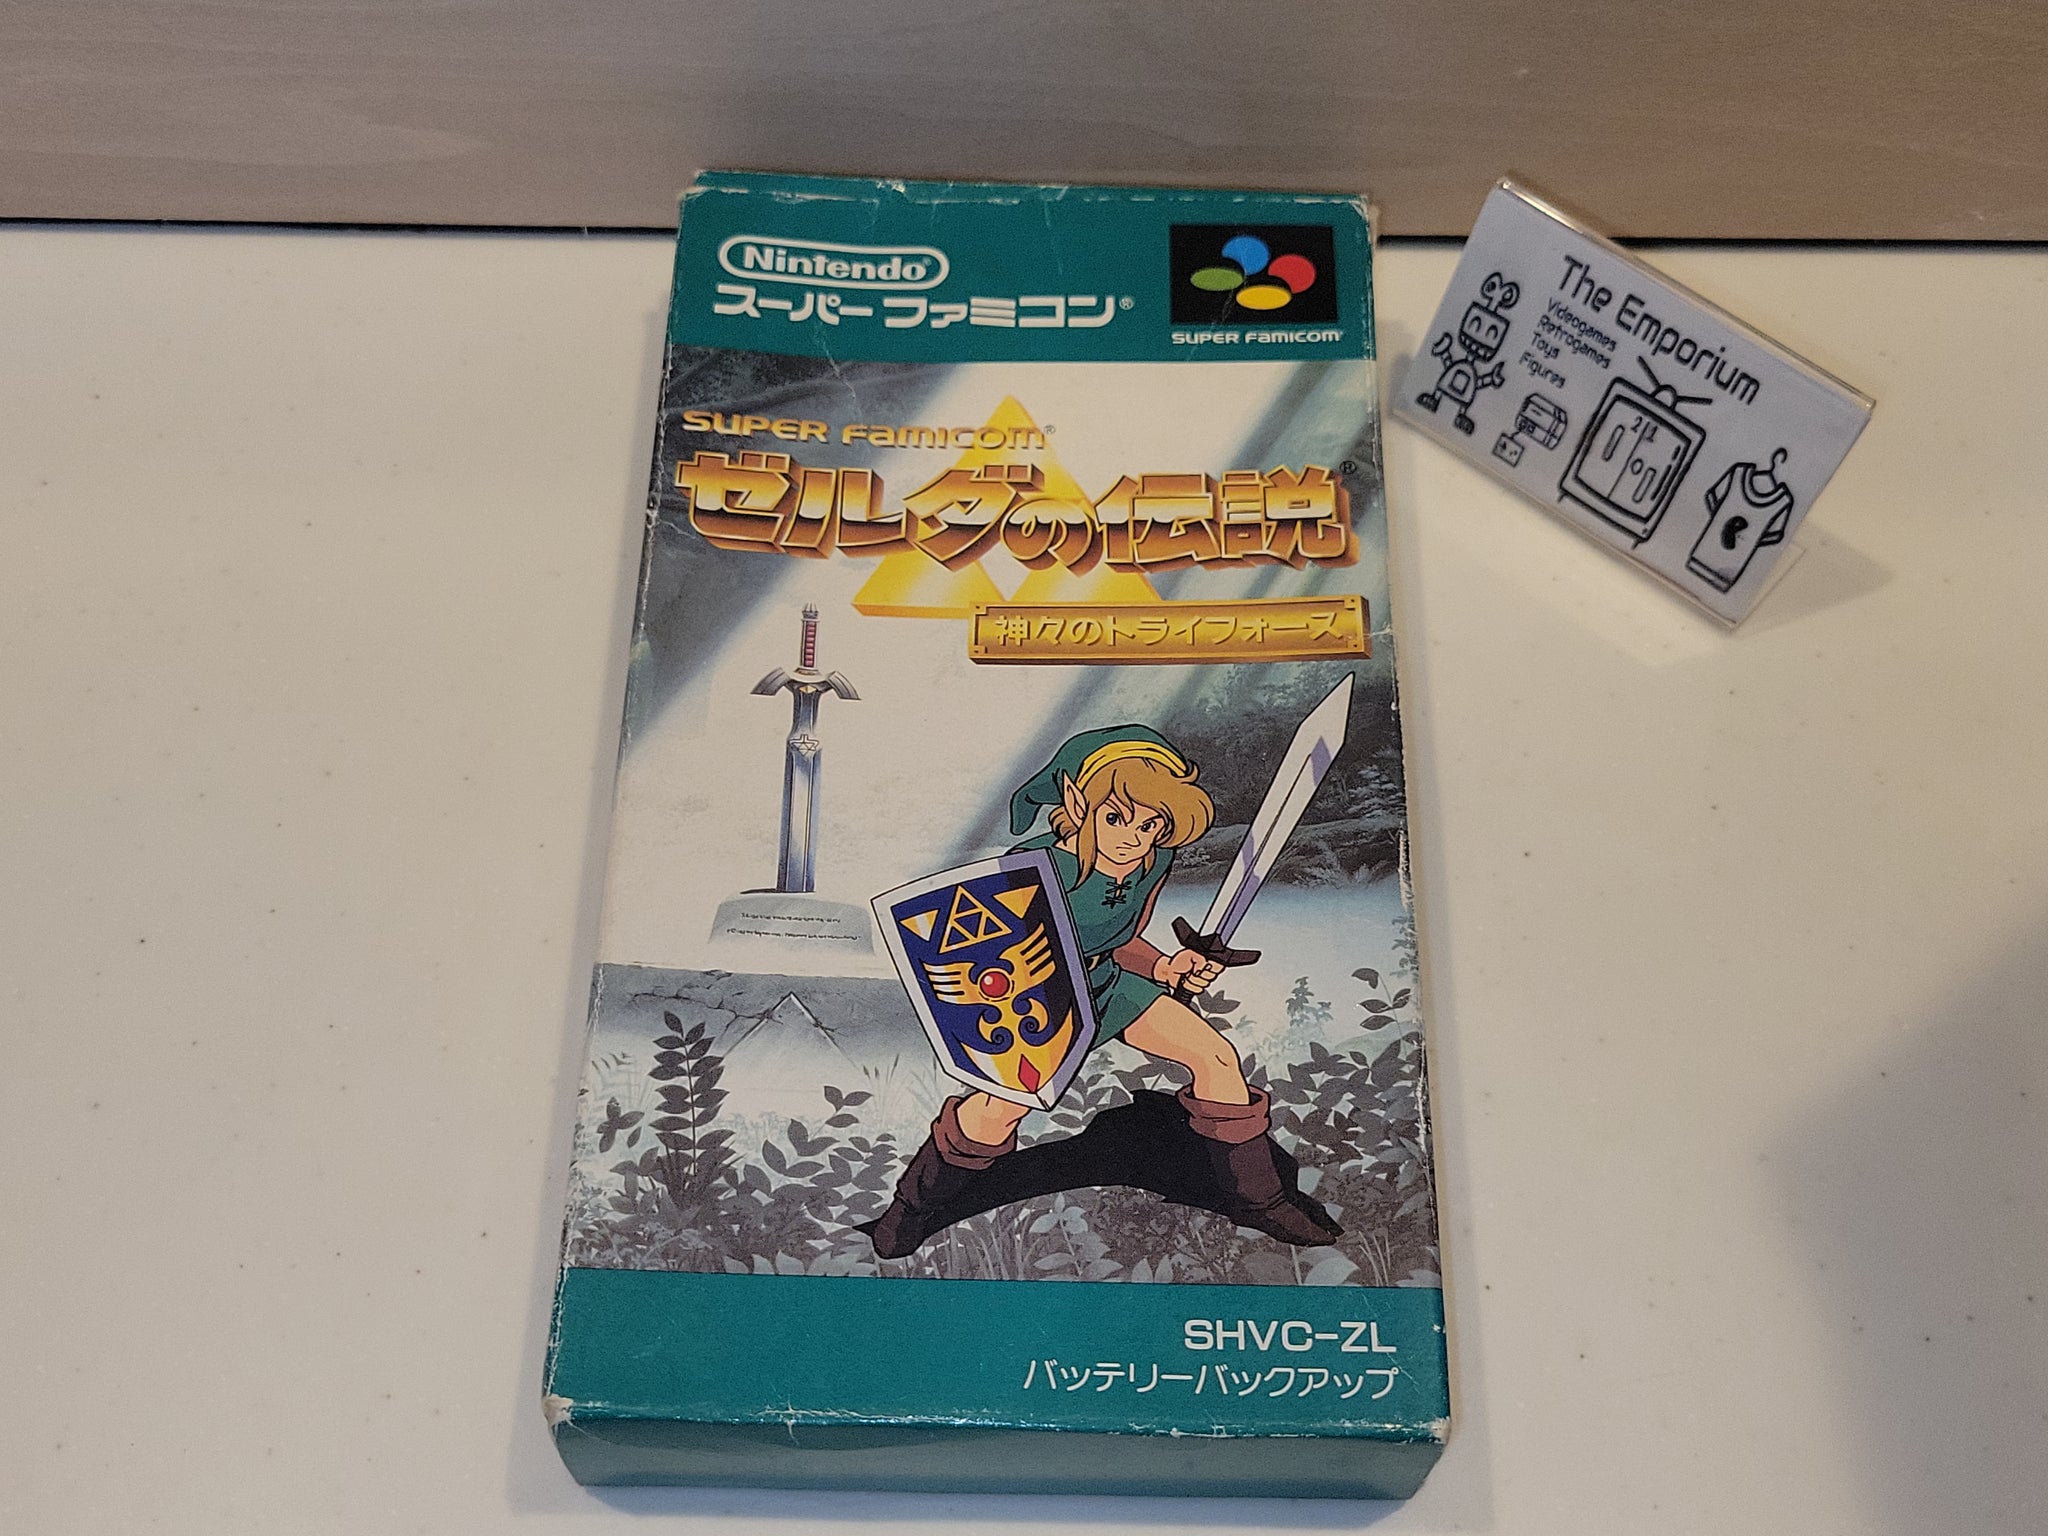 Nintendo®
スーパーファミコン®
SUPER FAMICOM
SUPER FAMICOM®
ゼルダの伝説®
神々のトライフォース
SHVC-ZL
バッテリーバックアップ
The Emporium
Videogames
Retrogames
Toys
Figures
21